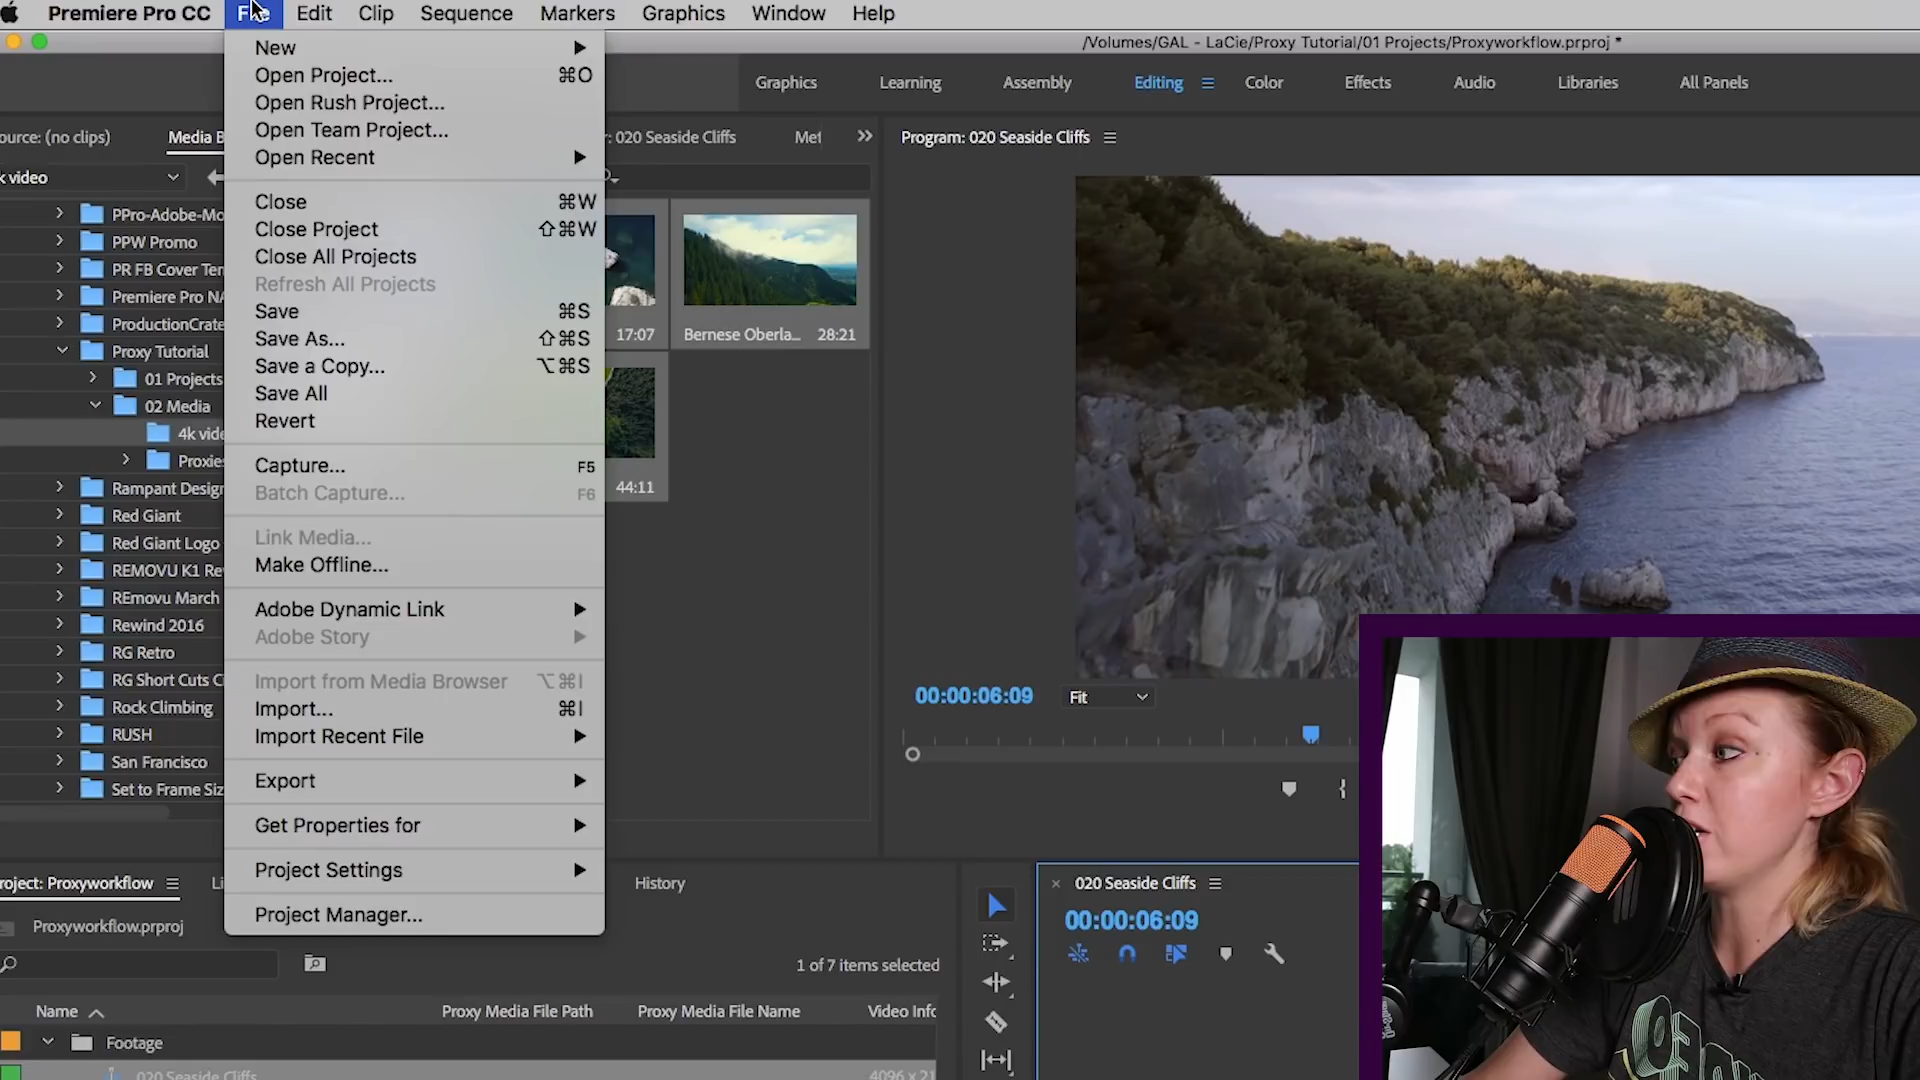 Premiere Pro CC File Edit Clip Sequence Markers Graphics Window Help
/Volumes/GAL - LaCie/Proxy Tutorial/01 Projects/Proxyworkflow.prproj *
Graphics Learning Assembly Editing Color Effects Audio Libraries All Panels
ource: (no clips) Media B : 020 Seaside Cliffs Met
Program: 020 Seaside Cliffs
k video
PPro-Adobe-Mo
PPW Promo
PR FB Cover Ten
Premiere Pro NA
ProductionCrate
Proxy Tutorial
01 Projects
02 Media
4k vide
Proxies
Rampant Design
Red Giant
Red Giant Logo
REMOVU K1 Re
REmovu March
Rewind 2016
RG Retro
RG Short Cuts C
Rock Climbing
RUSH
San Francisco
Set to Frame Siz
New
Open Project... ⌘O
Open Rush Project...
Open Team Project...
Open Recent
Close ⌘W
Close Project ⇧⌘W
Close All Projects
Refresh All Projects
Save ⌘S
Save As... ⇧⌘S
Save a Copy... ⌥⌘S
Save All
Revert
Capture... F5
Batch Capture... F6
Link Media...
Make Offline...
Adobe Dynamic Link
Adobe Story
Import from Media Browser ⌥⌘I
Import... ⌘I
Import Recent File
Export
Get Properties for
Project Settings
Project Manager...
17:07
Bernese Oberla... 28:21
44:11
00:00:06:09 Fit
roject: Proxyworkflow Li History
Proxyworkflow.prproj
1 of 7 items selected
Name Proxy Media File Path Proxy Media File Name Video Info
Footage
020 Seaside Cliffs 4096 x 21
020 Seaside Cliffs
00:00:06:09